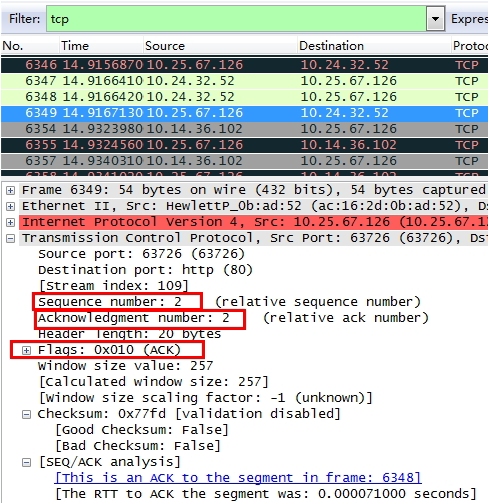 Filter: tcp Expres
No. Time Source Destination Protoc
6346 14.9156870 10.25.67.126 10.24.32.52 TCP
6347 14.9166410 10.24.32.52 10.25.67.126 TCP
6348 14.9166420 10.24.32.52 10.25.67.126 TCP
6349 14.9167130 10.25.67.126 10.24.32.52 TCP
6354 14.9323980 10.14.36.102 10.25.67.126 TCP
6355 14.9324560 10.25.67.126 10.14.36.102 TCP
6357 14.9340310 10.14.36.102 10.25.67.126 TCP
Frame 6349: 54 bytes on wire (432 bits), 54 bytes captured
Ethernet II, Src: HewlettP_0b:ad:52 (ac:16:2d:0b:ad:52), Ds
Internet Protocol Version 4, Src: 10.25.67.126 (10.25.67.12
Transmission Control Protocol, Src Port: 63726 (63726), Dst
Source port: 63726 (63726)
Destination port: http (80)
[Stream index: 109]
Sequence number: 2 (relative sequence number)
Acknowledgment number: 2 (relative ack number)
Header length: 20 bytes
Flags: 0x010 (ACK)
Window size value: 257
[Calculated window size: 257]
[Window size scaling factor: -1 (unknown)]
Checksum: 0x77fd [validation disabled]
[Good Checksum: False]
[Bad Checksum: False]
[SEQ/ACK analysis]
[This is an ACK to the segment in frame: 6348]
[The RTT to ACK the segment was: 0.000071000 seconds]